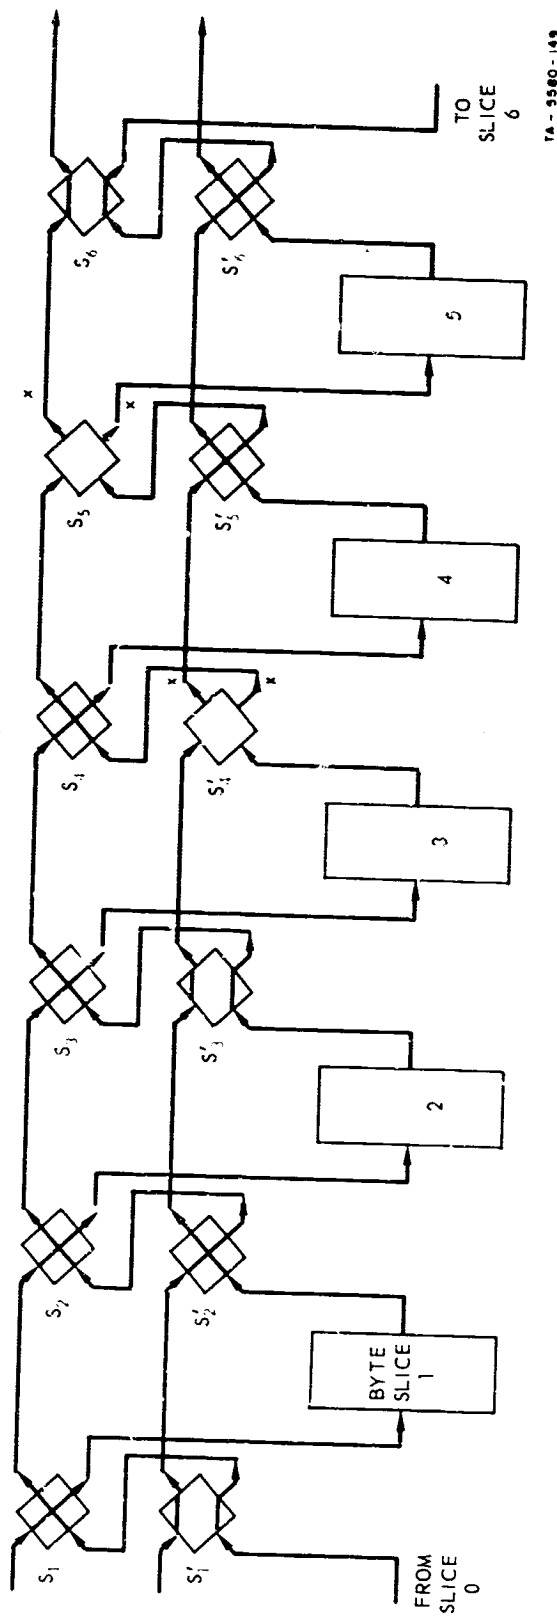 S1
S2
S3
S4
S5
S6
x
x
S'1
S'2
S'3
S'4
S'5
S'6
x
x
FROM
SLICE
0
BYTE
SLICE
1
2
3
4
5
TO
SLICE
6
TA - 5580 - 149